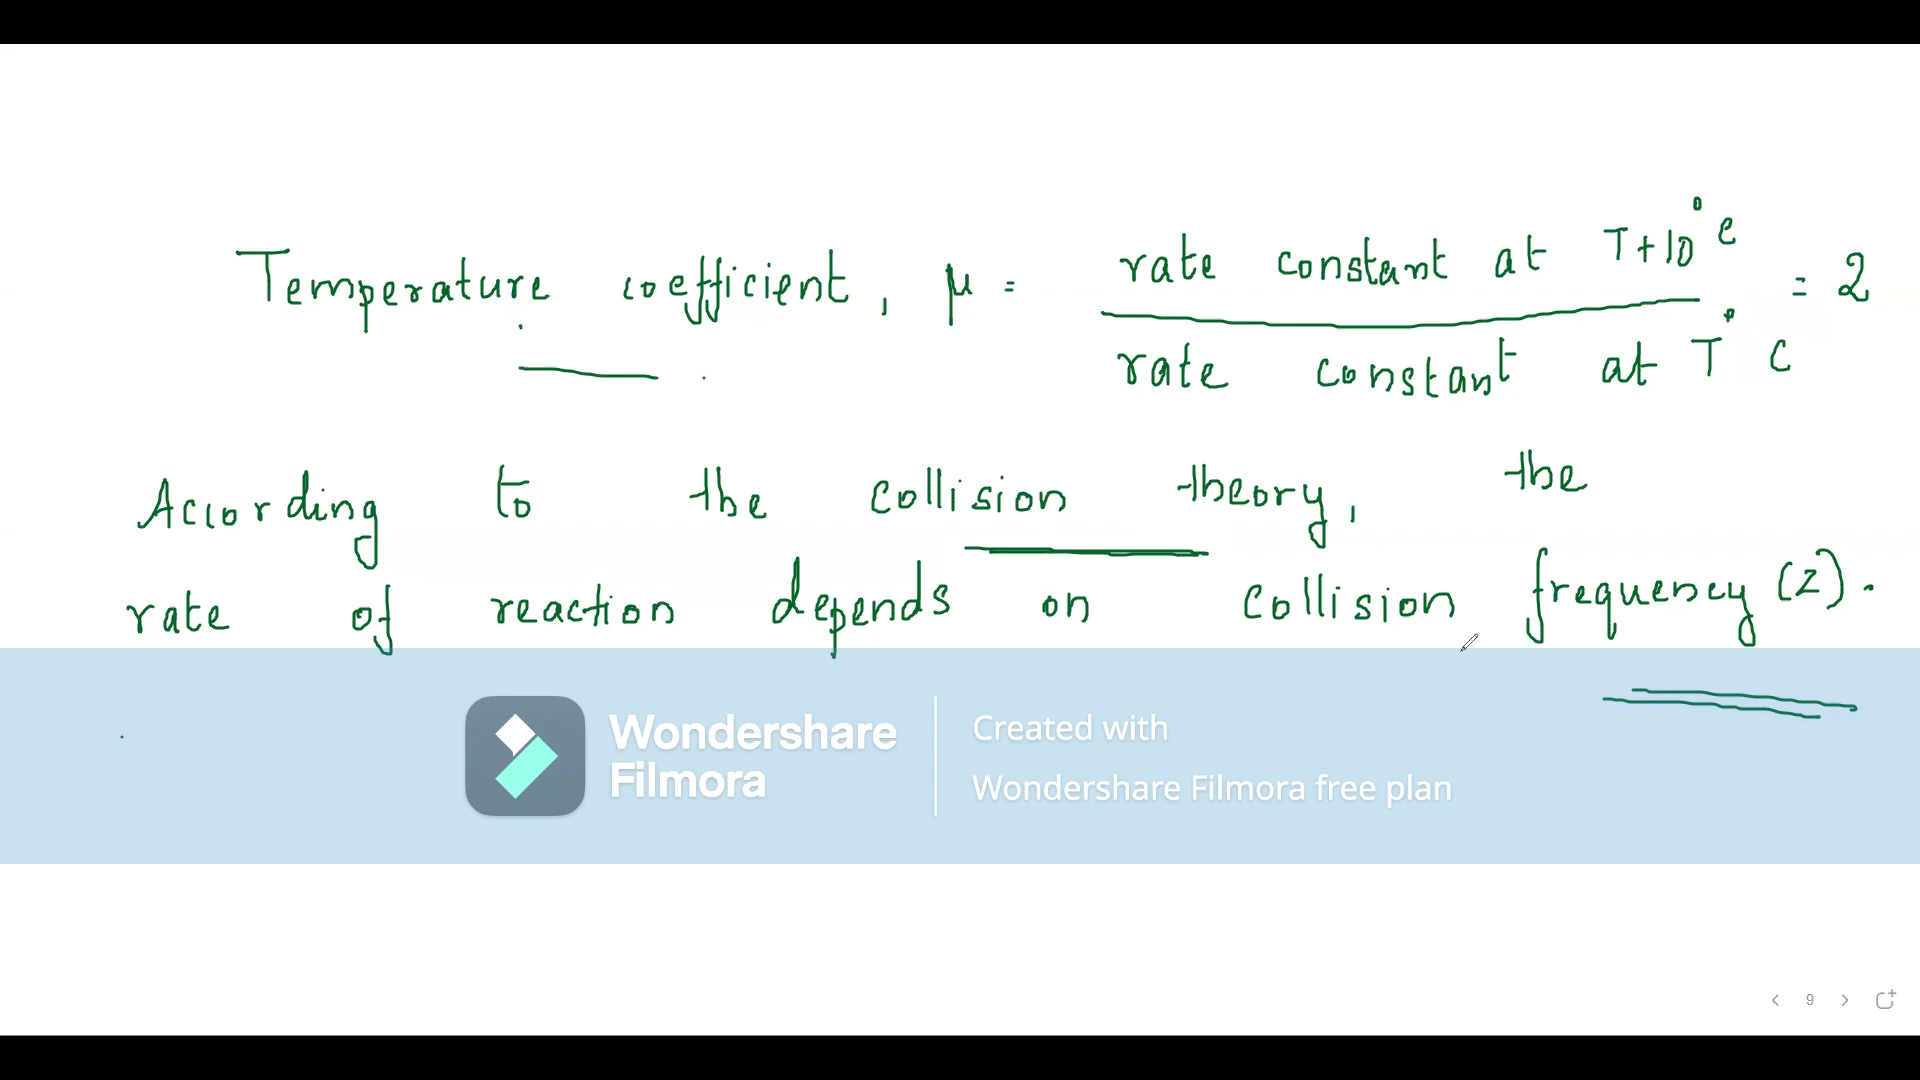 Temperature coefficient, μ = rate constant at T+10°C / rate constant at T°C = 2
According to the collision theory, the
rate of reaction depends on collision frequency (Z).
Wondershare Filmora
Created with
Wondershare Filmora free plan
9